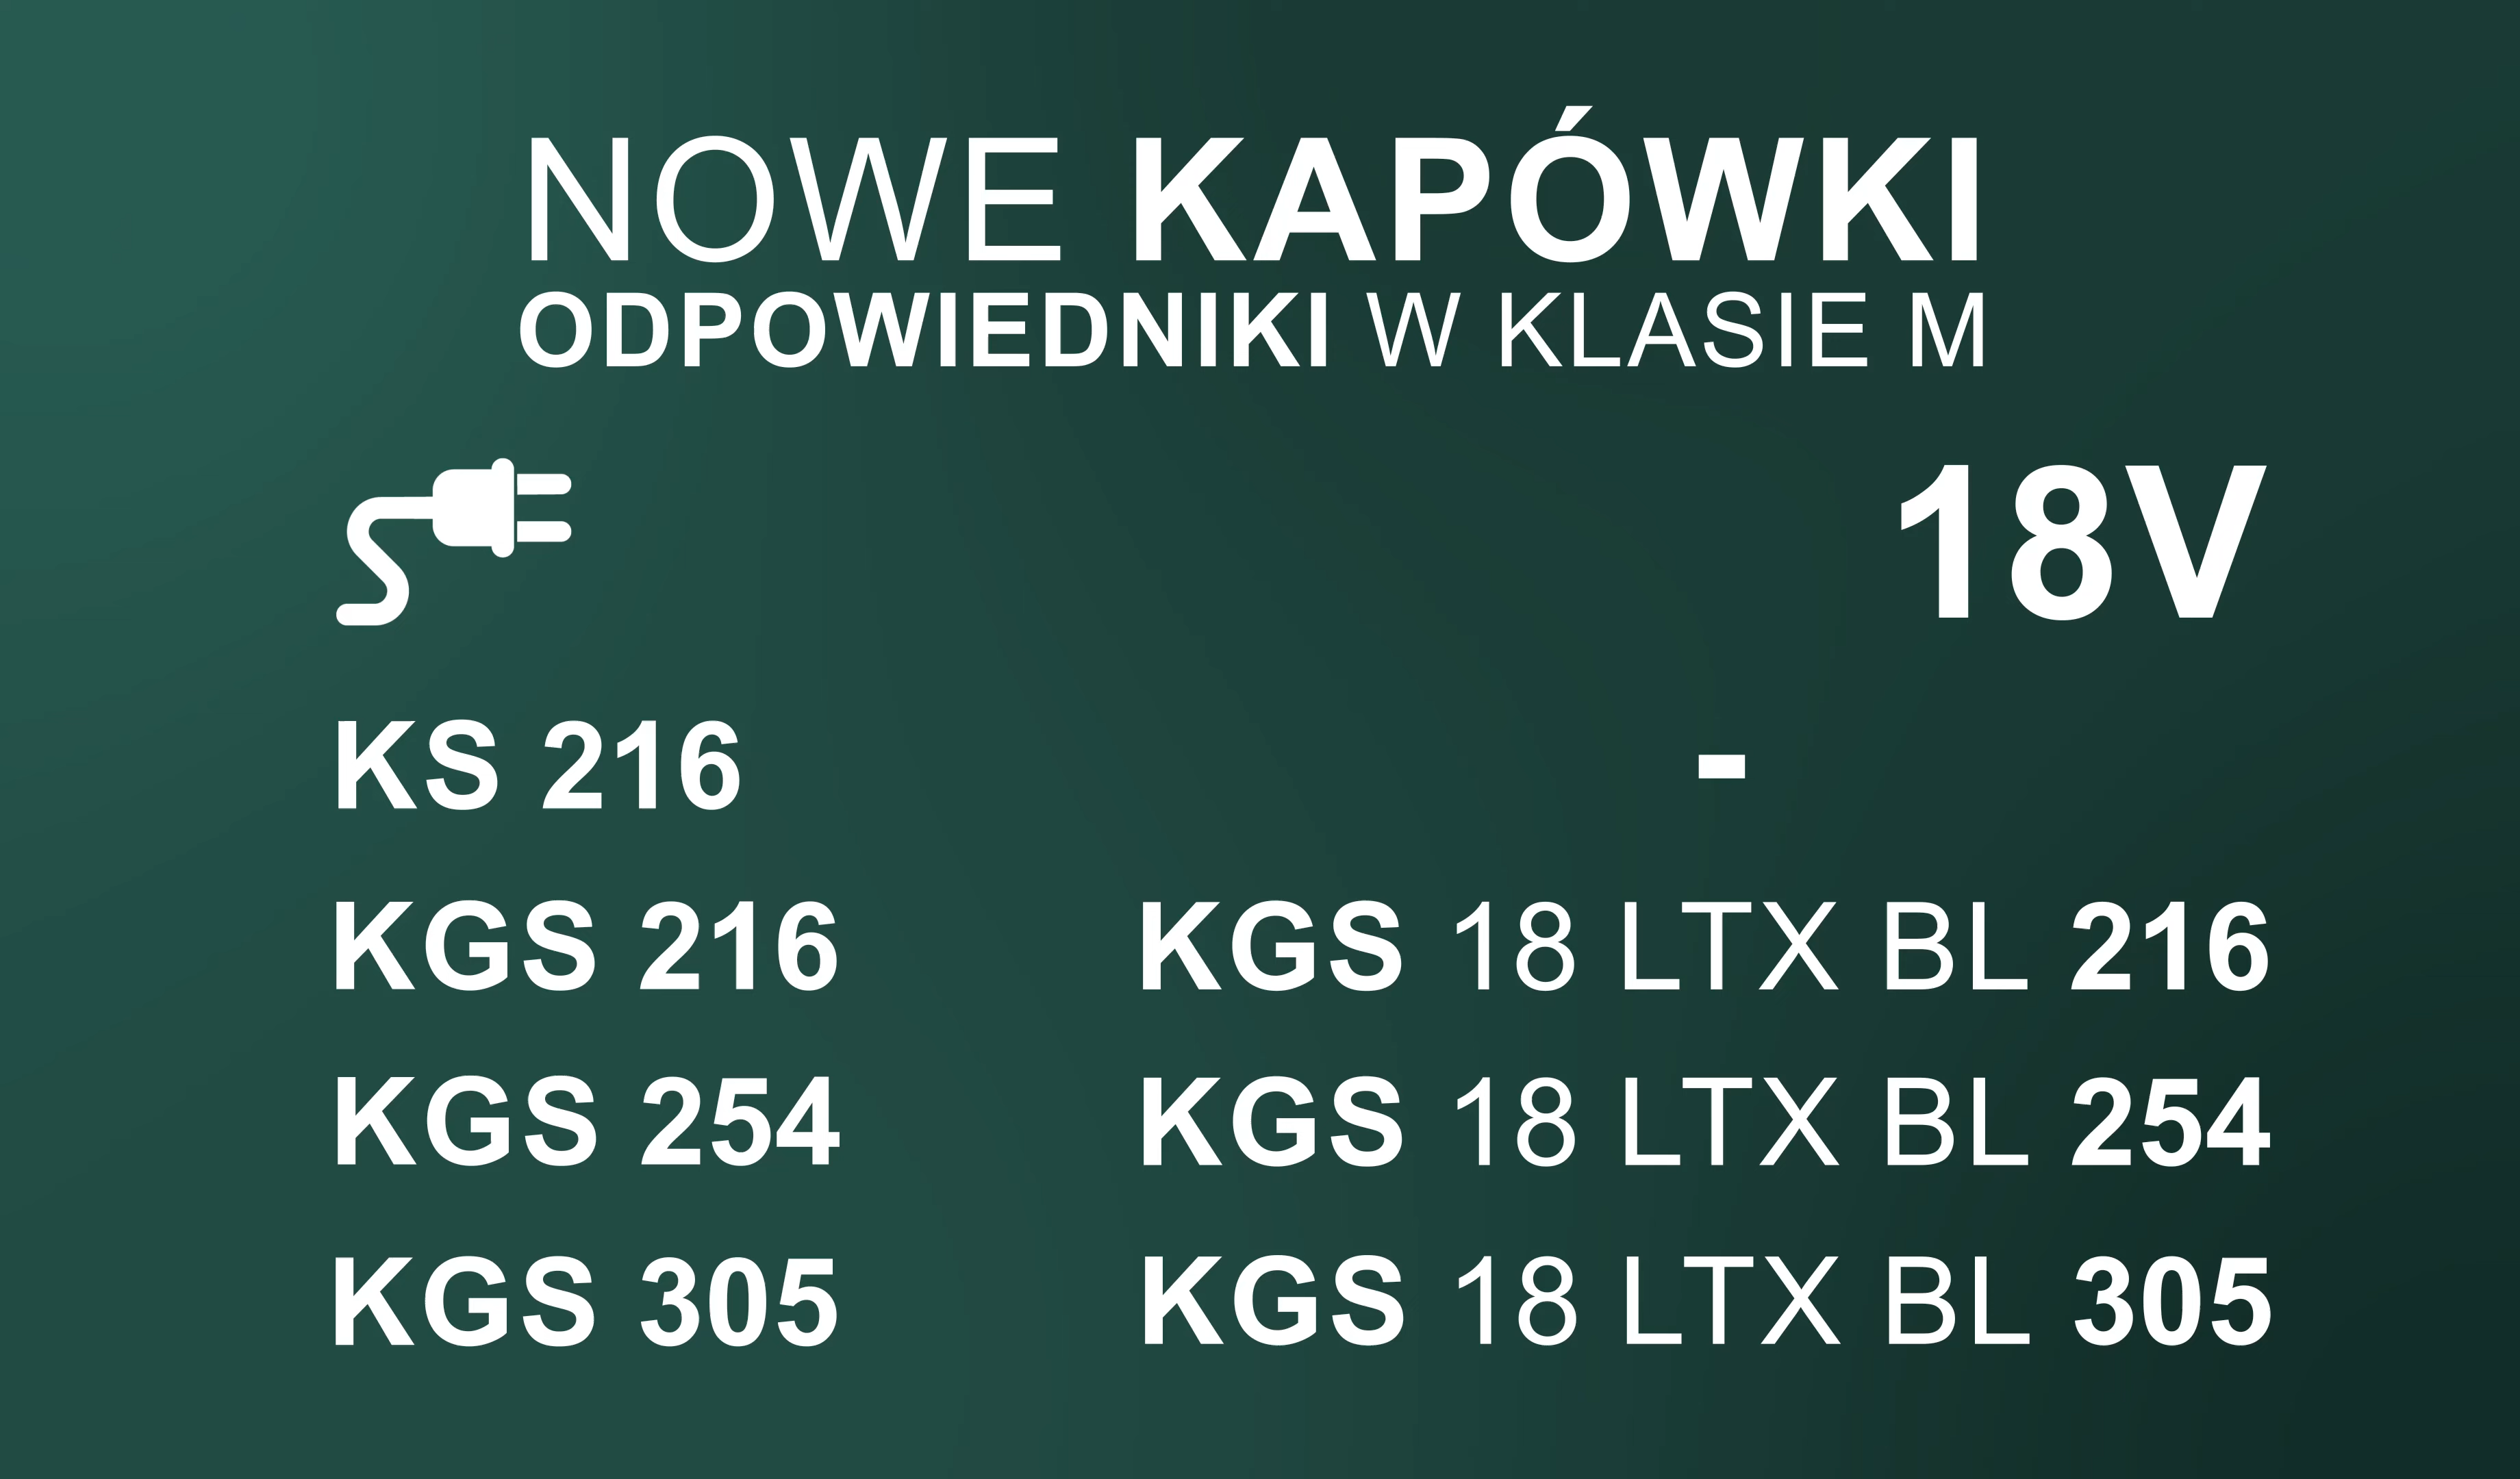 NOWE KAPÓWKI
ODPOWIEDNIKI W KLASIE M
18V
KS 216 -
KGS 216 KGS 18 LTX BL 216
KGS 254 KGS 18 LTX BL 254
KGS 305 KGS 18 LTX BL 305